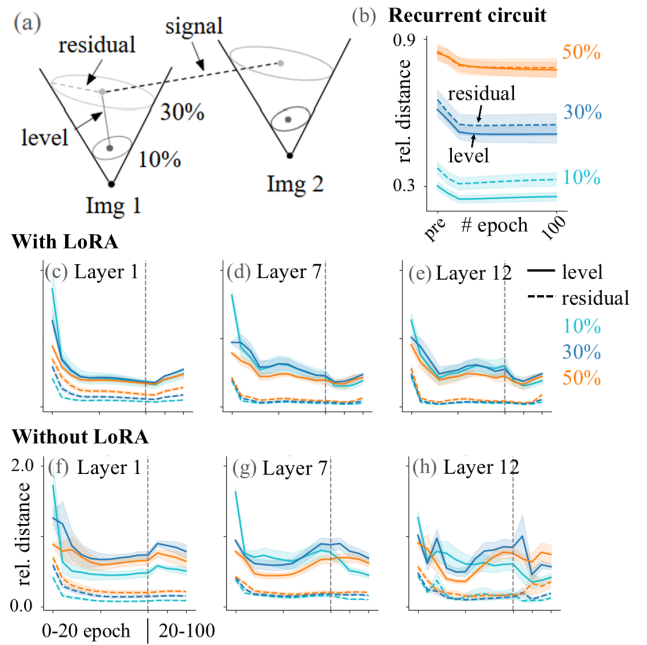 (a)
residual
signal
level
30%
10%
Img 1
Img 2
(b) Recurrent circuit
0.9
rel. distance
0.3
50%
residual
30%
level
10%
pre # epoch 100
With LoRA
(c) Layer 1
(d) Layer 7
(e) Layer 12
level
residual
10%
30%
50%
Without LoRA
2.0
rel. distance
0.0
(f) Layer 1
(g) Layer 7
(h) Layer 12
0-20 epoch 20-100